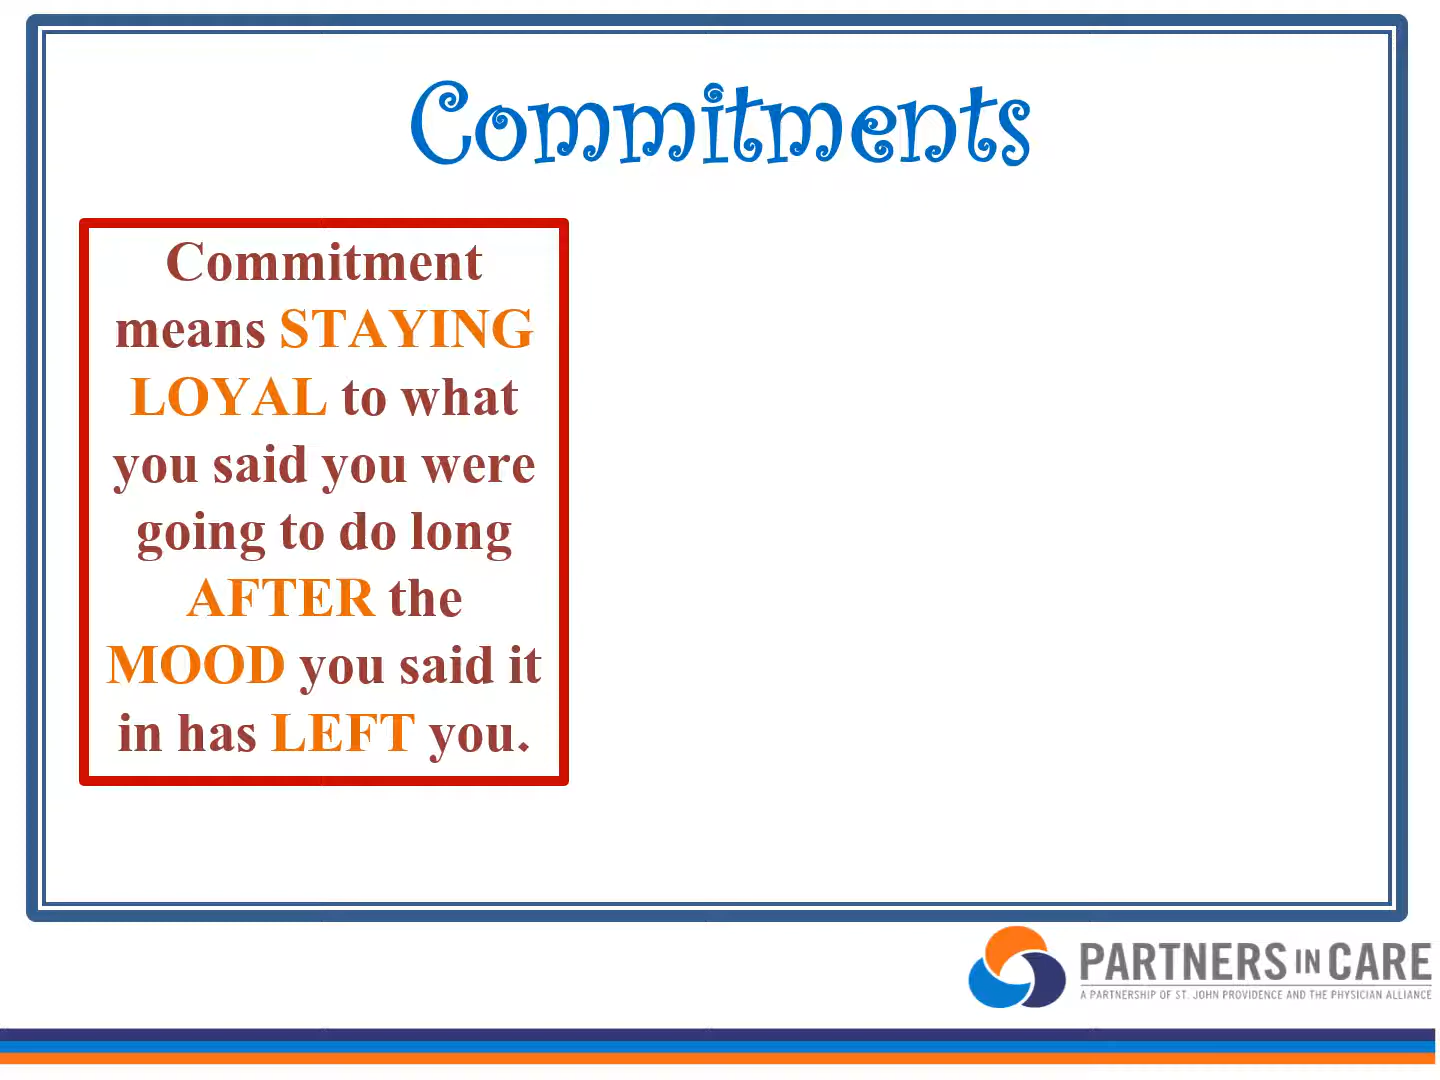 Commitments
Commitment
means STAYING
LOYAL to what
you said you were
going to do long
AFTER the
MOOD you said it
in has LEFT you.
PARTNERS IN CARE
A PARTNERSHIP OF ST. JOHN PROVIDENCE AND THE PHYSICIAN ALLIANCE